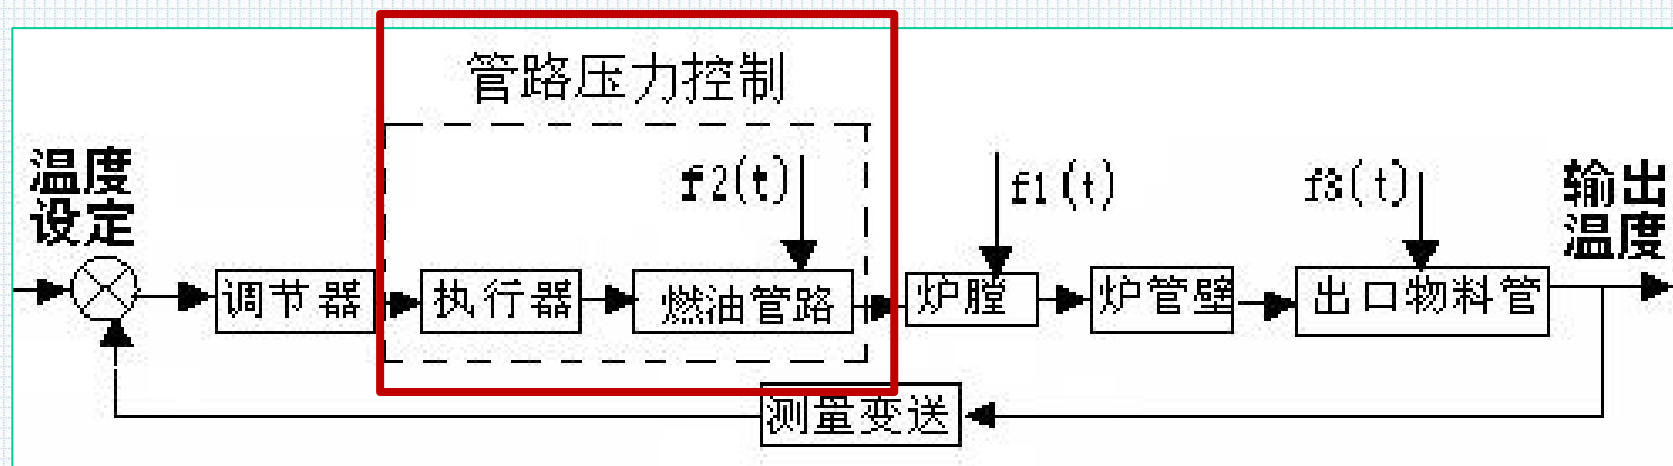 管路压力控制
温度
设定
f2(t)
f1(t)
f3(t)
输出
温度
调节器
执行器
燃油管路
炉膛
炉管壁
出口物料管
测量变送